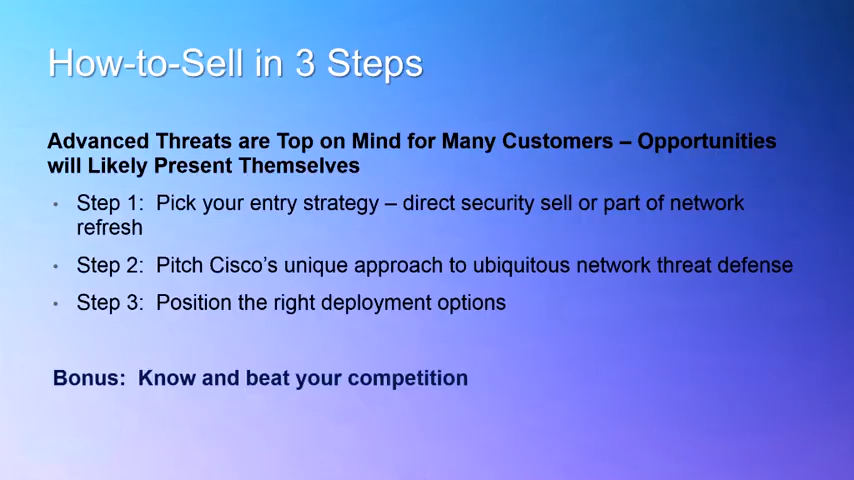 How-to-Sell in 3 Steps
Advanced Threats are Top on Mind for Many Customers – Opportunities
will Likely Present Themselves
• Step 1:  Pick your entry strategy – direct security sell or part of network
refresh
• Step 2:  Pitch Cisco's unique approach to ubiquitous network threat defense
• Step 3:  Position the right deployment options
Bonus:  Know and beat your competition